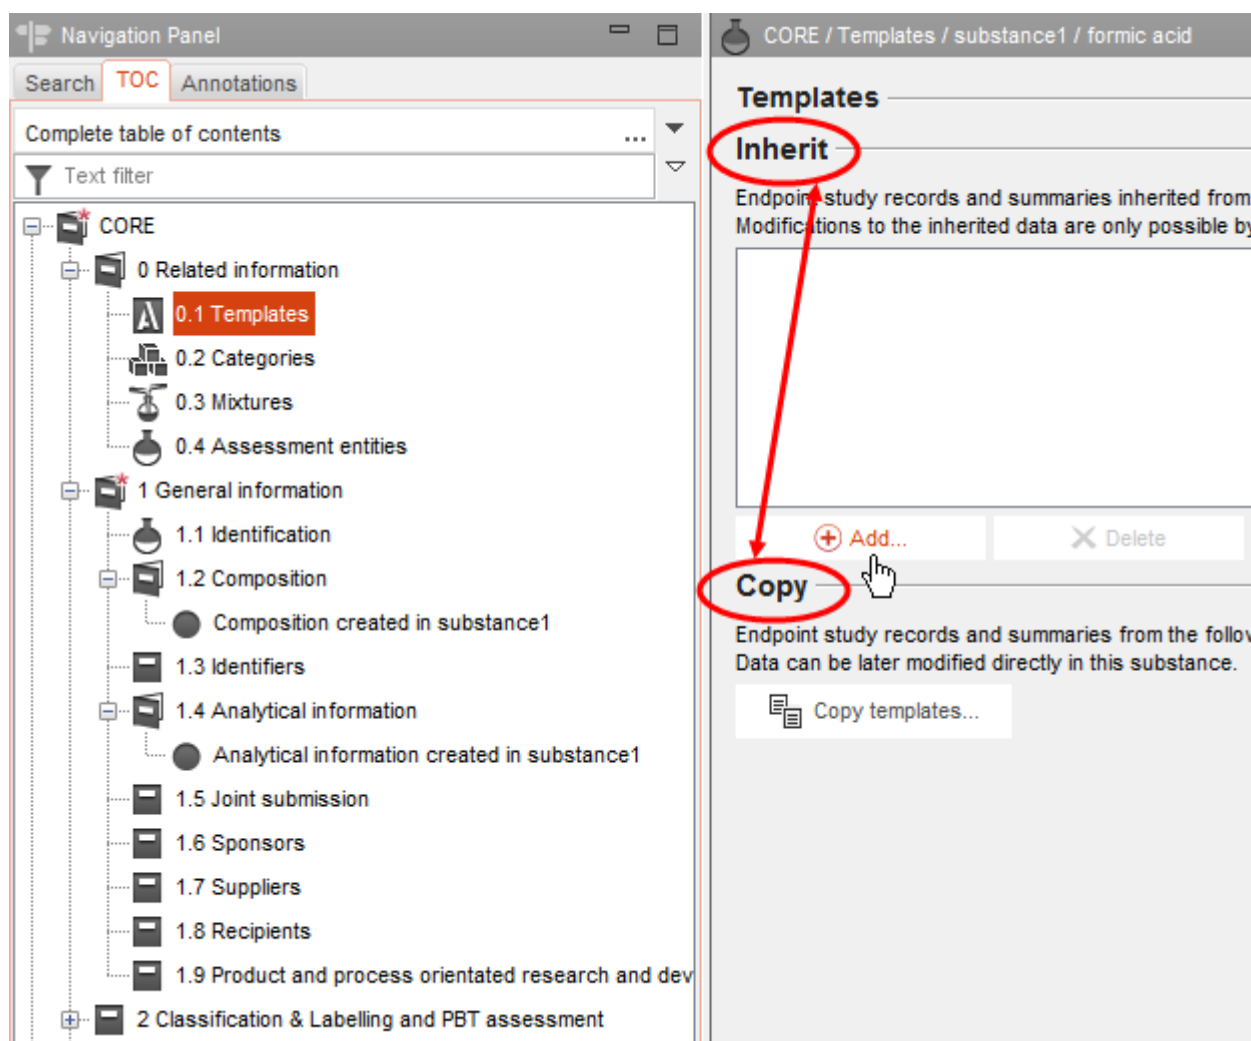 Navigation Panel
Search TOC Annotations
Complete table of contents ...
Text filter
CORE
0 Related information
0.1 Templates
0.2 Categories
0.3 Mixtures
0.4 Assessment entities
1 General information
1.1 Identification
1.2 Composition
Composition created in substance1
1.3 Identifiers
1.4 Analytical information
Analytical information created in substance1
1.5 Joint submission
1.6 Sponsors
1.7 Suppliers
1.8 Recipients
1.9 Product and process orientated research and dev
2 Classification & Labelling and PBT assessment
CORE / Templates / substance1 / formic acid
Templates
Inherit
Endpoint study records and summaries inherited from
Modifications to the inherited data are only possible by
Add... Delete
Copy
Endpoint study records and summaries from the follow
Data can be later modified directly in this substance.
Copy templates...